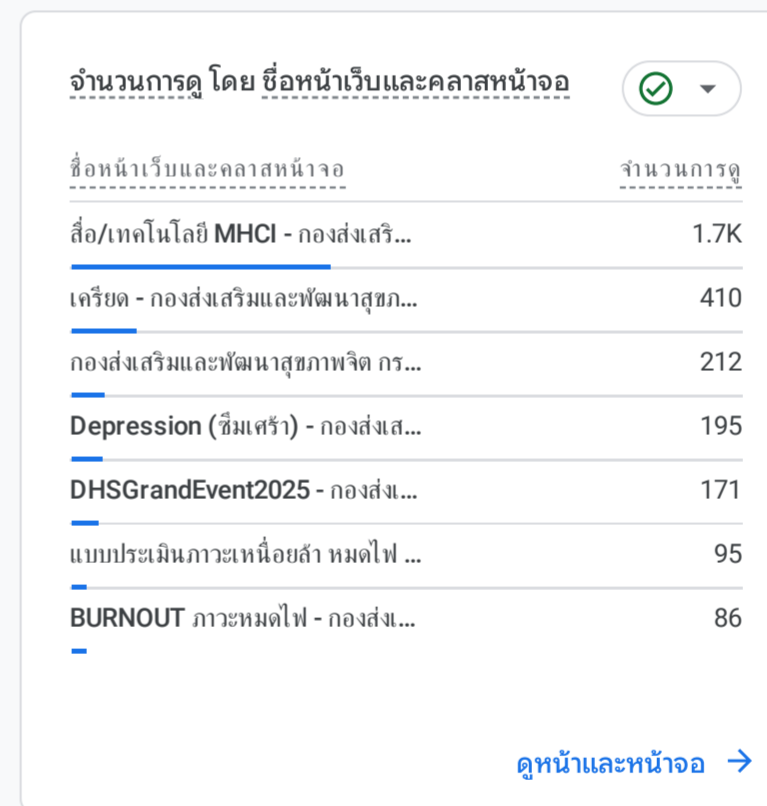 จำนวนการดู โดย ชื่อหน้าเว็บและคลาสหน้าจอ
ชื่อหน้าเว็บและคลาสหน้าจอ จำนวนการดู
สื่อ/เทคโนโลยี MHCI - กองส่งเสริ... 1.7K
เครียด - กองส่งเสริมและพัฒนาสุขภ... 410
กองส่งเสริมและพัฒนาสุขภาพจิต กร... 212
Depression (ซึมเศร้า) - กองส่งเส... 195
DHSGrandEvent2025 - กองส่งเ... 171
แบบประเมินภาวะเหนื่อยล้า หมดไฟ ... 95
BURNOUT ภาวะหมดไฟ - กองส่งเ... 86
ดูหน้าและหน้าจอ